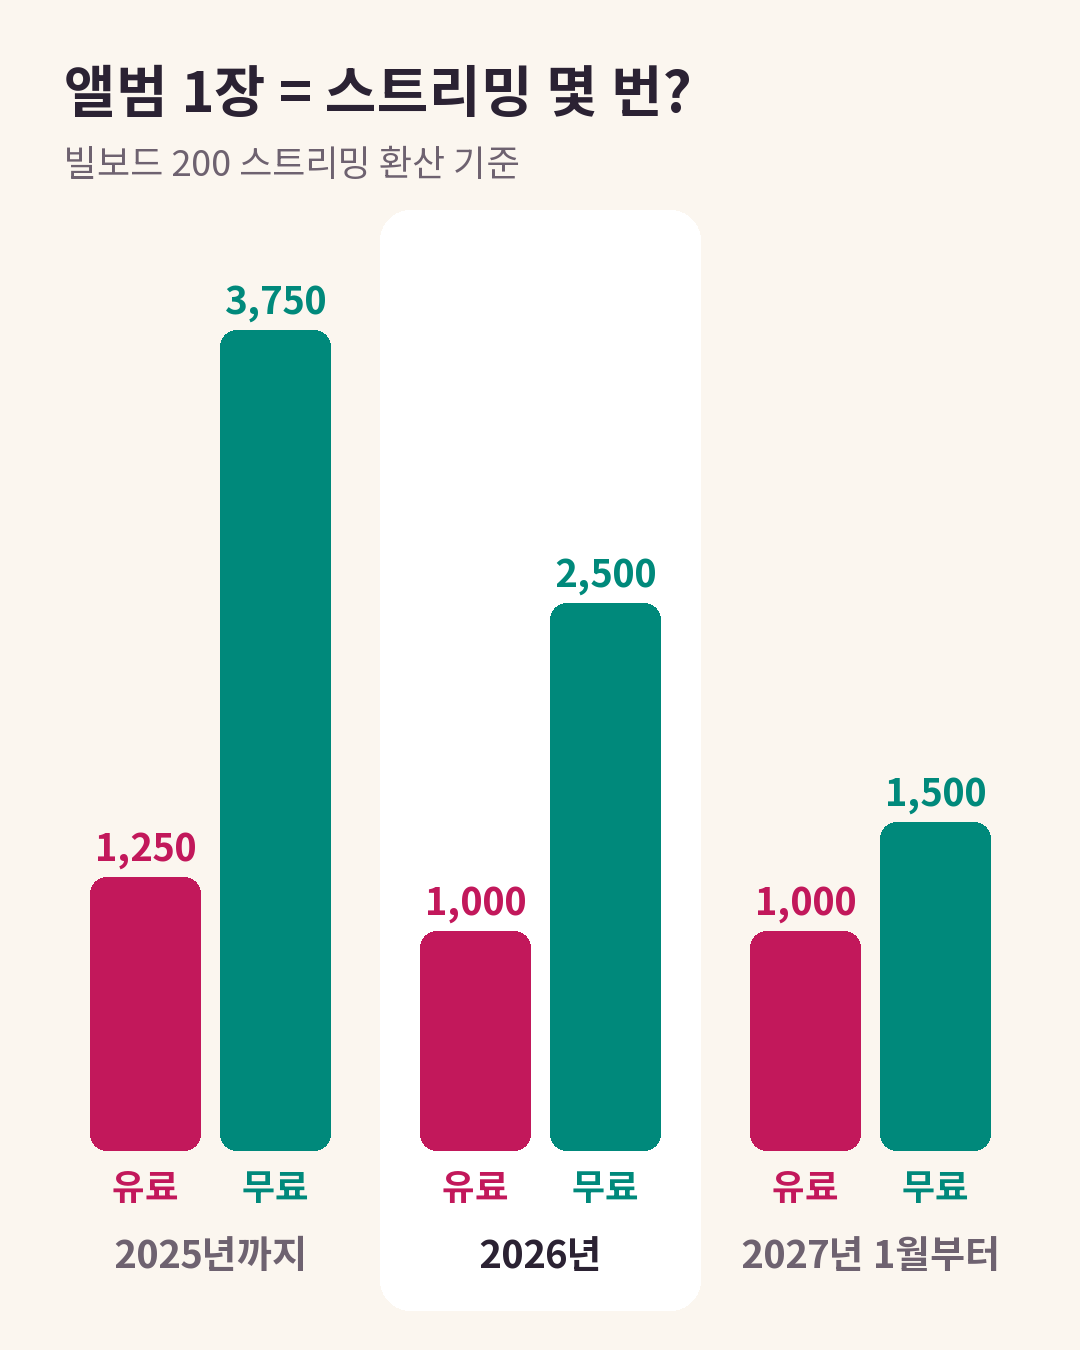 앨범 1장 = 스트리밍 몇 번?
빌보드 200 스트리밍 환산 기준
3,750
2,500
1,500
1,250
1,000
1,000
유료 무료 유료 무료 유료 무료
2025년까지 2026년 2027년 1월부터